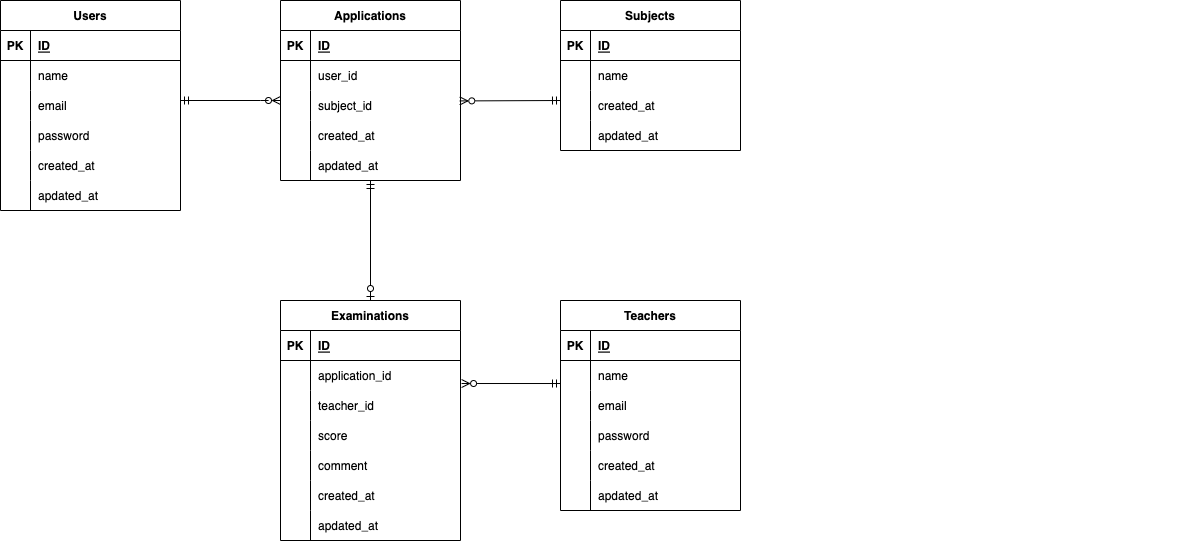 Users
PK ID
name
email
password
created_at
apdated_at
Applications
PK ID
user_id
subject_id
created_at
apdated_at
Subjects
PK ID
name
created_at
apdated_at
Examinations
PK ID
application_id
teacher_id
score
comment
created_at
apdated_at
Teachers
PK ID
name
email
password
created_at
apdated_at